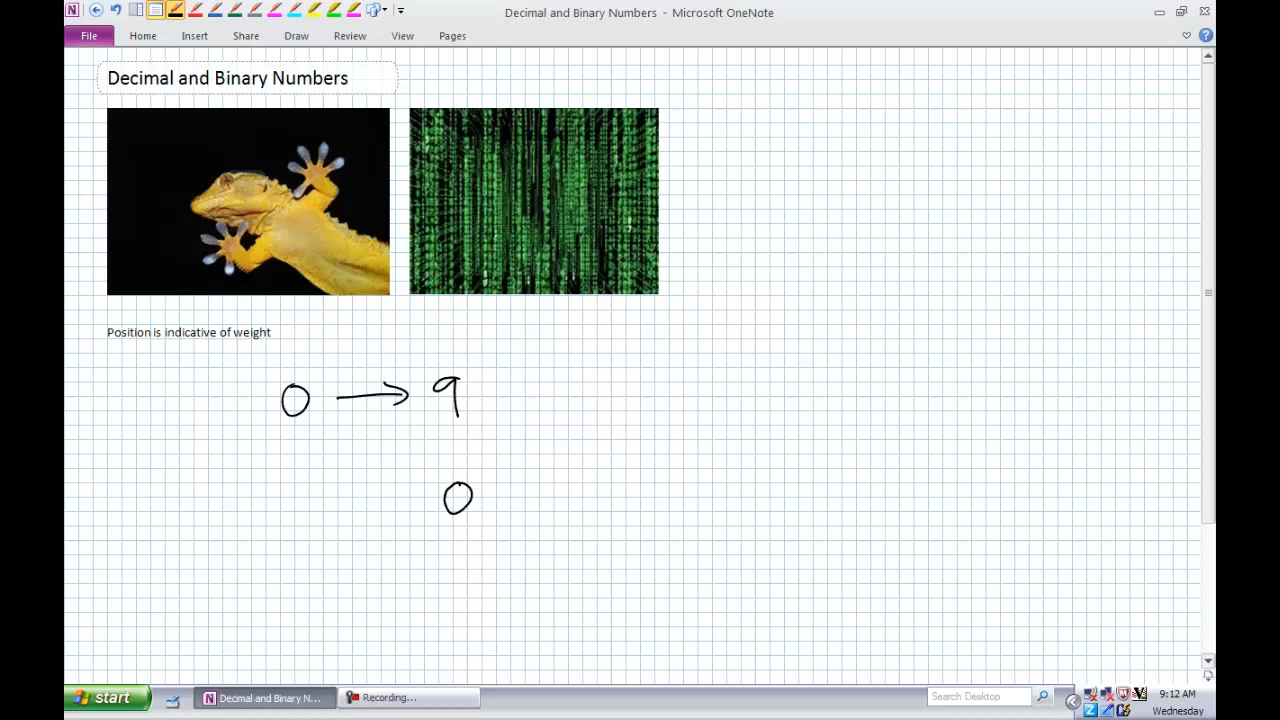 Decimal and Binary Numbers - Microsoft OneNote
File Home Insert Share Draw Review View Pages
Decimal and Binary Numbers
Position is indicative of weight
0 → 9
0
start Decimal and Binary N... Recording... Search Desktop 9:12 AM
Wednesday